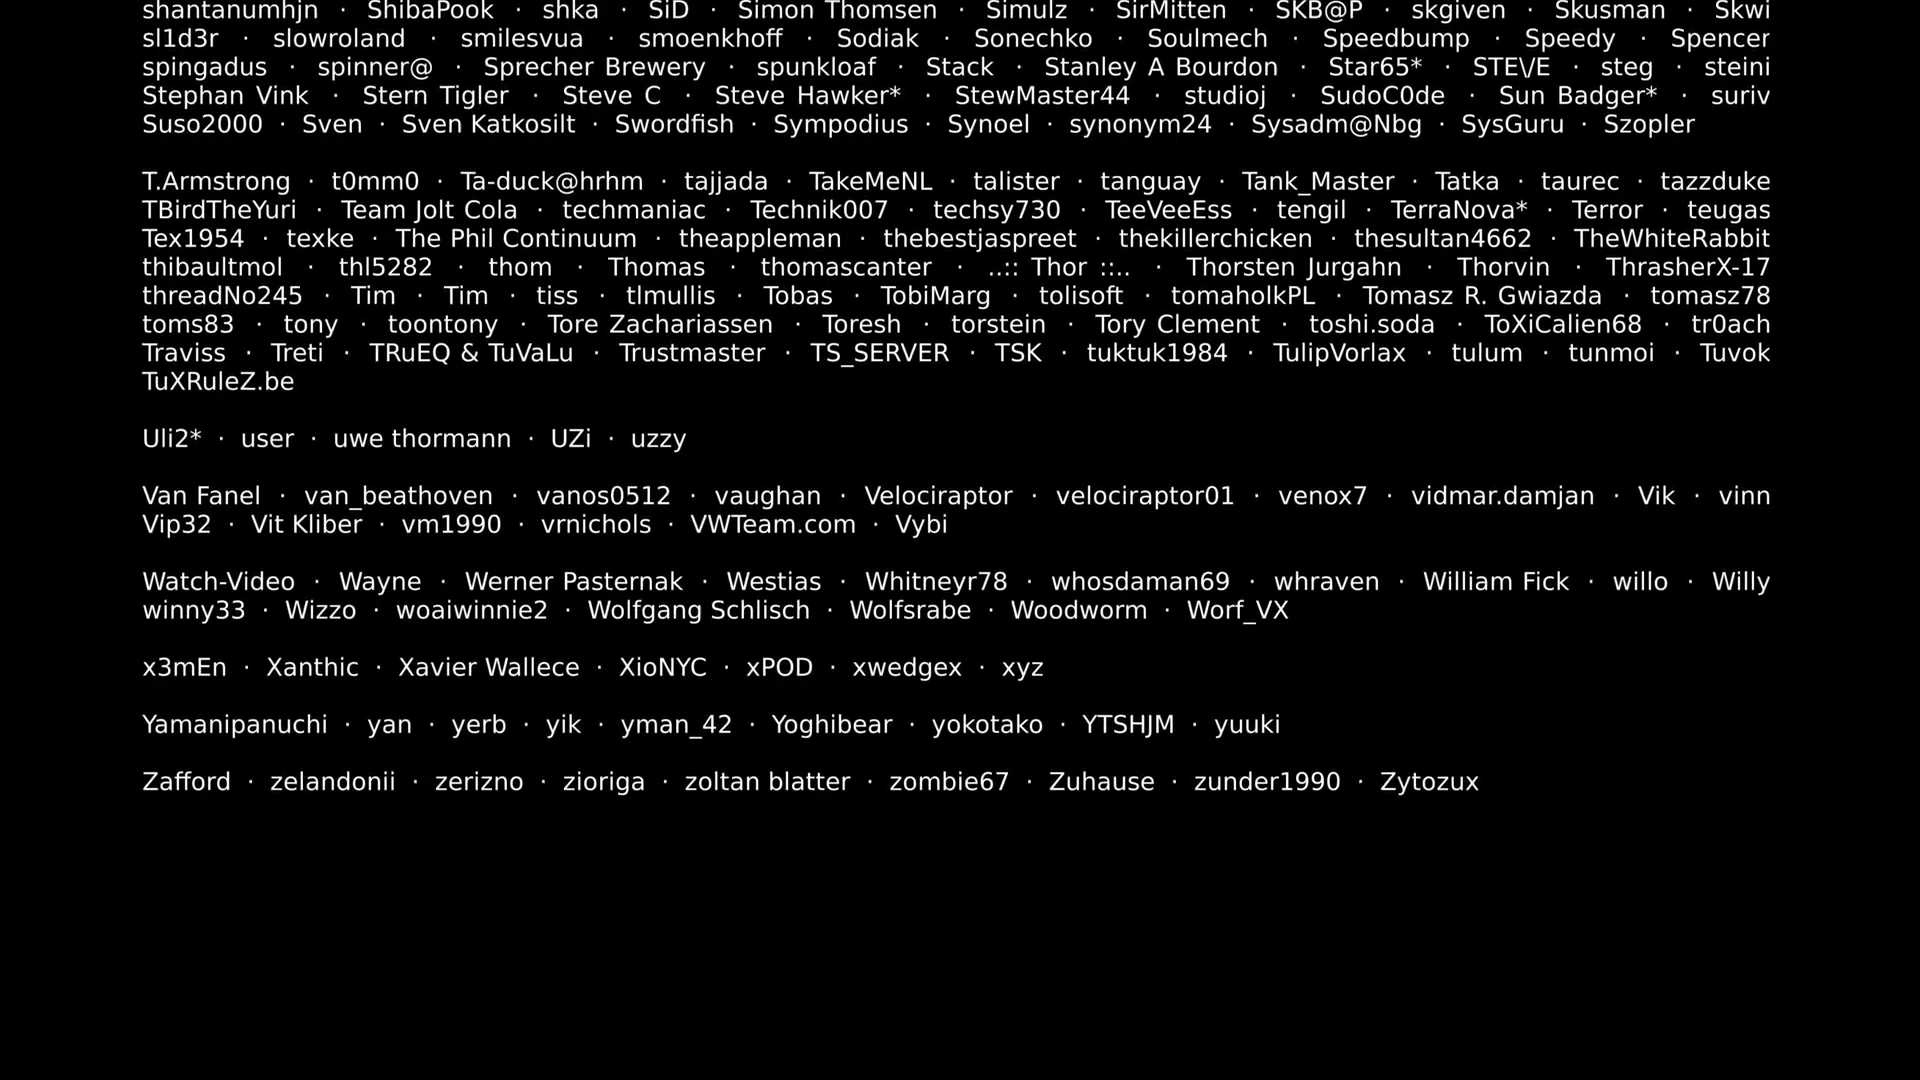 shantanumhjn · ShibaPook · shka · SiD · Simon Thomsen · Simulz · SirMitten · SKB@P · skgiven · Skusman · Skwi
sl1d3r · slowroland · smilesvua · smoenkhoff · Sodiak · Sonechko · Soulmech · Speedbump · Speedy · Spencer
spingadus · spinner@ · Sprecher Brewery · spunkloaf · Stack · Stanley A Bourdon · Star65* · STE\/E · steg · steini
Stephan Vink · Stern Tigler · Steve C · Steve Hawker* · StewMaster44 · studioj · SudoC0de · Sun Badger* · suriv
Suso2000 · Sven · Sven Katkosilt · Swordfish · Sympodius · Synoel · synonym24 · Sysadm@Nbg · SysGuru · Szopler
T.Armstrong · t0mm0 · Ta-duck@hrhm · tajjada · TakeMeNL · talister · tanguay · Tank_Master · Tatka · taurec · tazzduke
TBirdTheYuri · Team Jolt Cola · techmaniac · Technik007 · techsy730 · TeeVeeEss · tengil · TerraNova* · Terror · teugas
Tex1954 · texke · The Phil Continuum · theappleman · thebestjaspreet · thekillerchicken · thesultan4662 · TheWhiteRabbit
thibaultmol · thl5282 · thom · Thomas · thomascanter · ..:: Thor ::.. · Thorsten Jurgahn · Thorvin · ThrasherX-17
threadNo245 · Tim · Tim · tiss · tlmullis · Tobas · TobiMarg · tolisoft · tomaholkPL · Tomasz R. Gwiazda · tomasz78
toms83 · tony · toontony · Tore Zachariassen · Toresh · torstein · Tory Clement · toshi.soda · ToXiCalien68 · tr0ach
Traviss · Treti · TRuEQ & TuVaLu · Trustmaster · TS_SERVER · TSK · tuktuk1984 · TulipVorlax · tulum · tunmoi · Tuvok
TuXRuleZ.be
Uli2* · user · uwe thormann · UZi · uzzy
Van Fanel · van_beathoven · vanos0512 · vaughan · Velociraptor · velociraptor01 · venox7 · vidmar.damjan · Vik · vinn
Vip32 · Vit Kliber · vm1990 · vrnichols · VWTeam.com · Vybi
Watch-Video · Wayne · Werner Pasternak · Westias · Whitneyr78 · whosdaman69 · whraven · William Fick · willo · Willy
winny33 · Wizzo · woaiwinnie2 · Wolfgang Schlisch · Wolfsrabe · Woodworm · Worf_VX
x3mEn · Xanthic · Xavier Wallece · XioNYC · xPOD · xwedgex · xyz
Yamanipanuchi · yan · yerb · yik · yman_42 · Yoghibear · yokotako · YTSHJM · yuuki
Zafford · zelandonii · zerizno · zioriga · zoltan blatter · zombie67 · Zuhause · zunder1990 · Zytozux